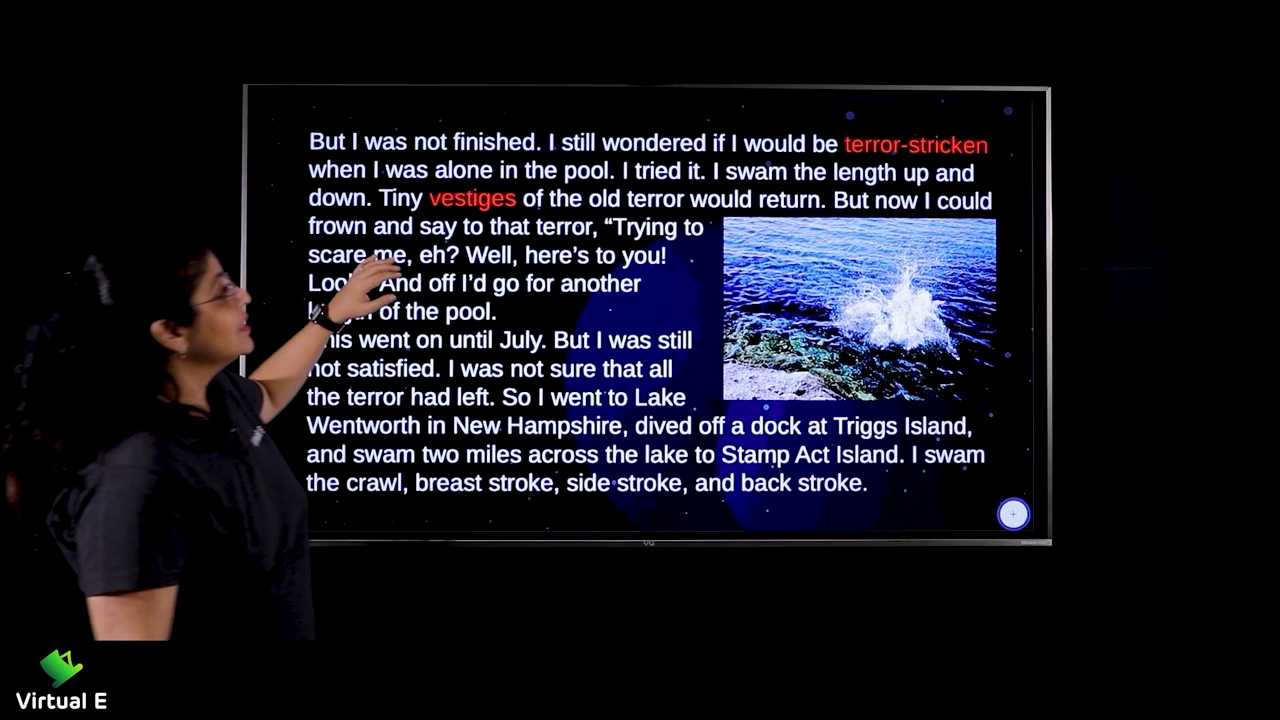 But I was not finished. I still wondered if I would be terror-stricken
when I was alone in the pool. I tried it. I swam the length up and
down. Tiny vestiges of the old terror would return. But now I could
frown and say to that terror, “Trying to
scare me, eh? Well, here’s to you!
And off I’d go for another
of the pool.
went on until July. But I was still
not satisfied. I was not sure that all
the terror had left. So I went to Lake
Wentworth in New Hampshire, dived off a dock at Triggs Island,
and swam two miles across the lake to Stamp Act Island. I swam
the crawl, breast stroke, side stroke, and back stroke.
Virtual E